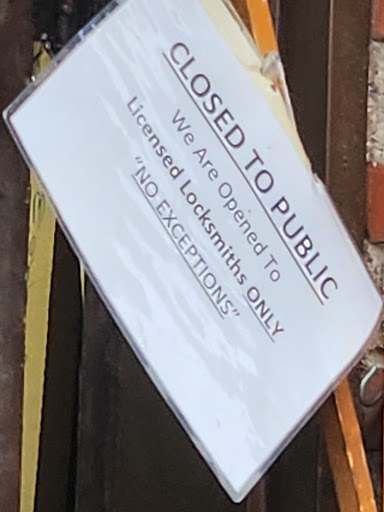 CLOSED TO PUBLIC
We Are Opened To
Licensed Locksmiths ONLY
"NO EXCEPTIONS"